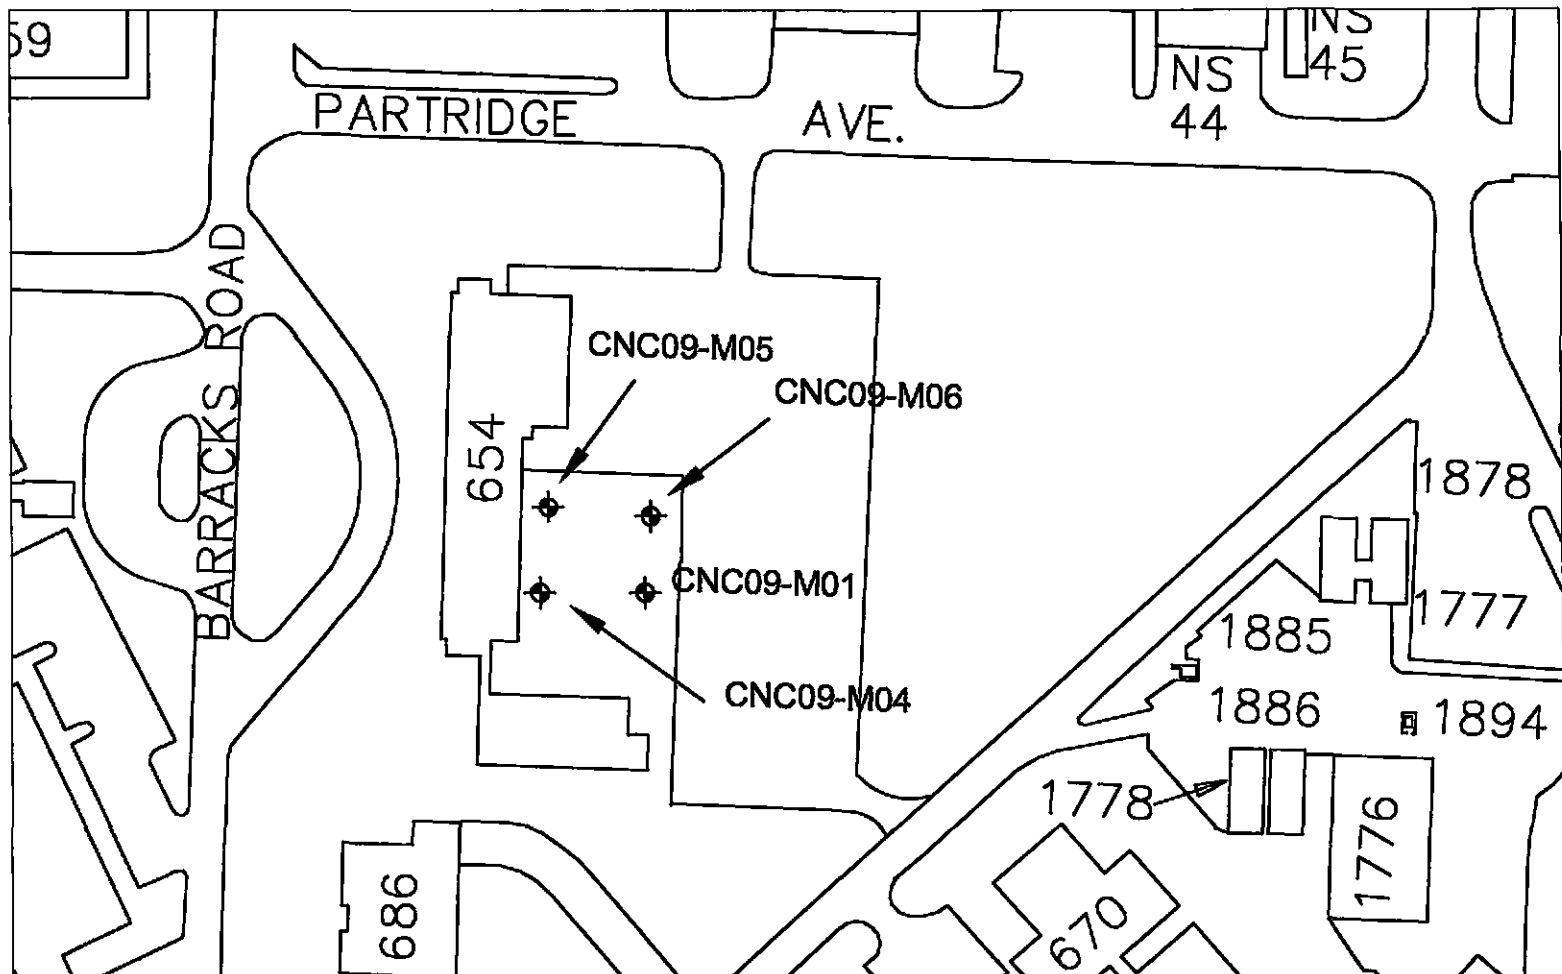 59
NS
45
NS
44
PARTRIDGE AVE.
BARRACKS ROAD
CNC09-M05
CNC09-M06
654
1878
CNC09-M01
1777
1885
CNC09-M04
1886
1894
1778
1776
686
670